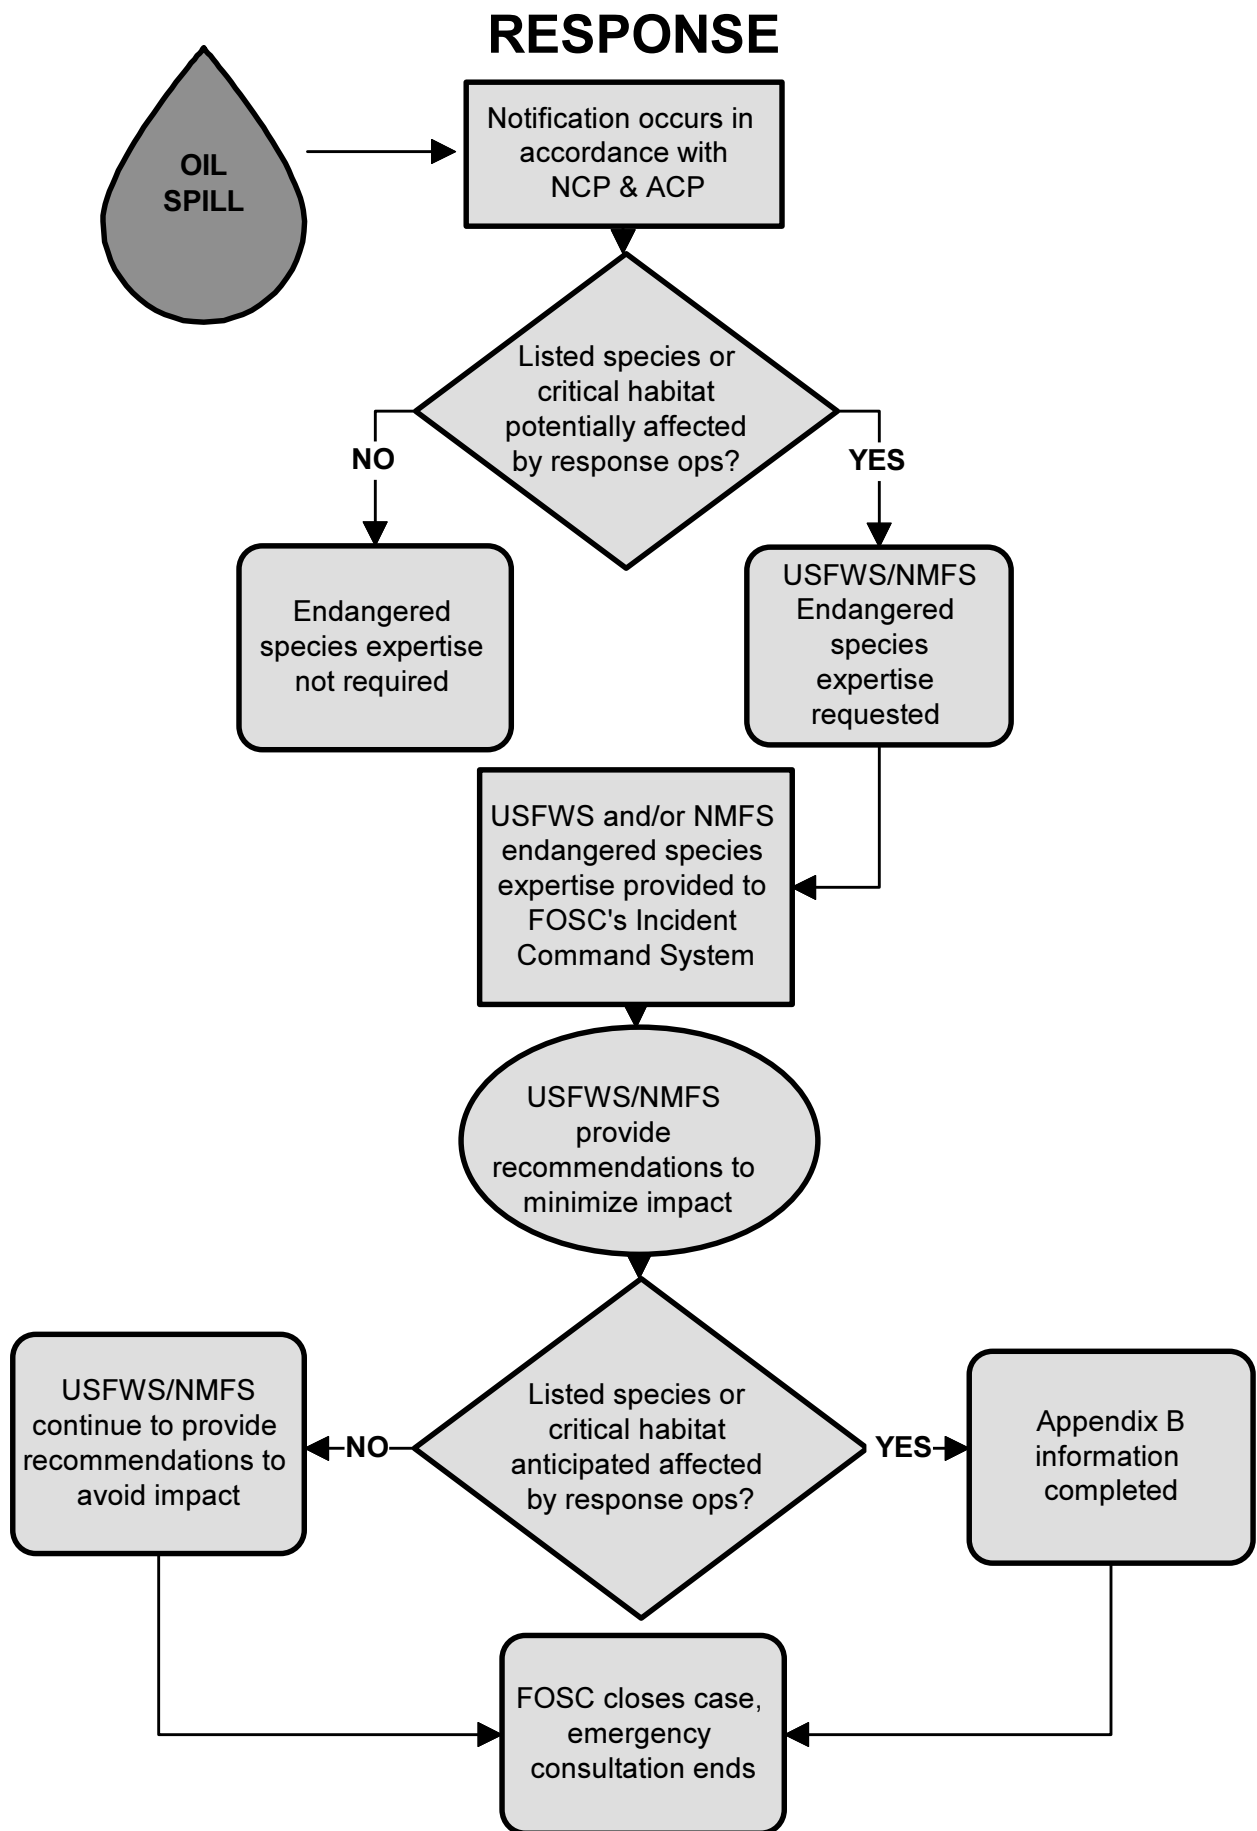 RESPONSE
OIL
SPILL
Notification occurs in
accordance with
NCP & ACP
Listed species or
critical habitat
potentially affected
by response ops?
NO
YES
Endangered
species expertise
not required
USFWS/NMFS
Endangered
species
expertise
requested
USFWS and/or NMFS
endangered species
expertise provided to
FOSC's Incident
Command System
USFWS/NMFS
provide
recommendations to
minimize impact
Listed species or
critical habitat
anticipated affected
by response ops?
NO
YES
USFWS/NMFS
continue to provide
recommendations to
avoid impact
Appendix B
information
completed
FOSC closes case,
emergency
consultation ends